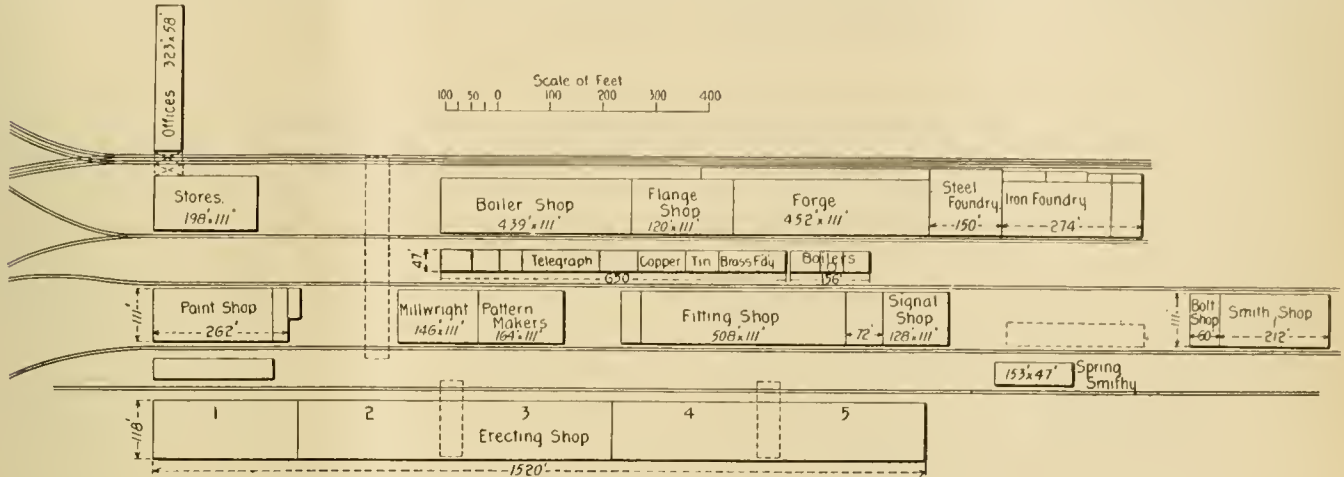 Offices 323'x58'
Scale of Feet
100 50 0 100 200 300 400
Stores.
198'x111'
Boiler Shop
439'x111'
Flange
Shop
120'x111'
Forge
452'x111'
Steel
Foundry
150'
Iron Foundry
274'
47'
Telegraph
Copper
Tin
Brass Fdy
Boilers
650
156'
111'
Paint Shop
262'
Millwright
146'x111'
Pattern
Makers
164'x111'
Fitting Shop
508'x111'
72'
Signal
Shop
128'x111'
111'
Bolt
Shop
60'
Smith Shop
212'
153'x47'
Spring
Smithy
118'
1 2 3 4 5
Erecting Shop
1520'